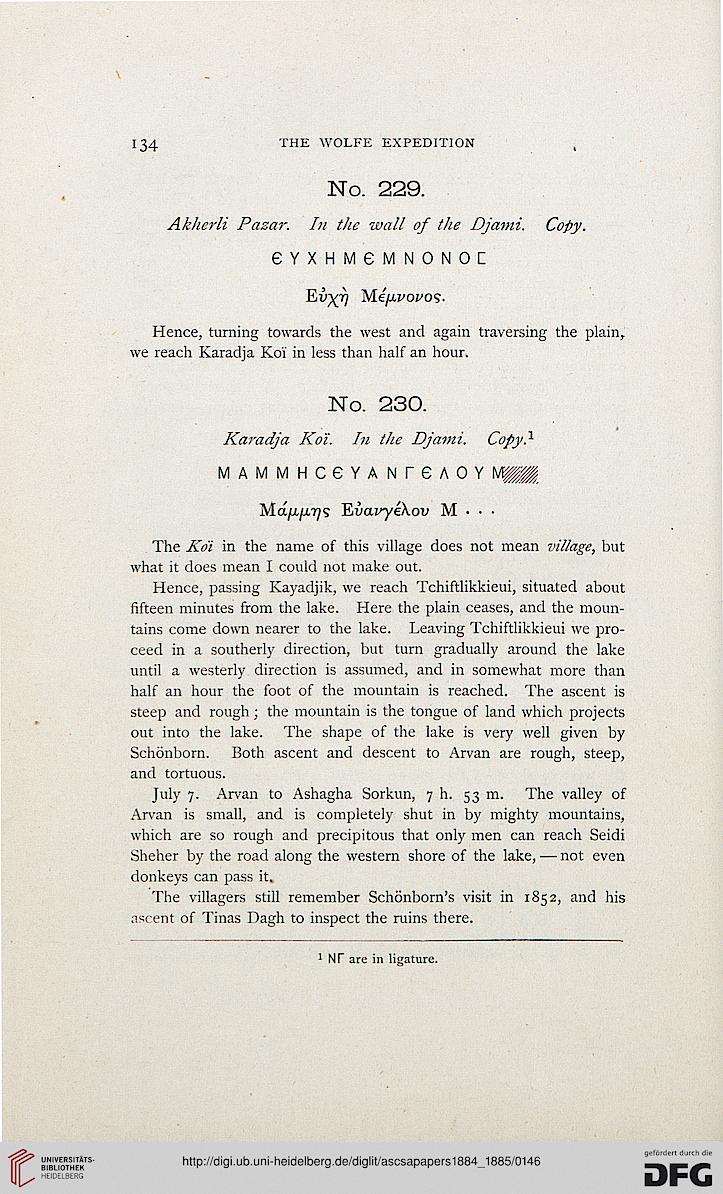 134 THE WOLFE EXPEDITION
No. 229.
Akherli Pazar. In the wall of the Djami. Copy.
ϵ Υ Χ Η Μ ϵ Μ Ν Ο Ν Ο С
Εὐχὴ Μέμνονος.
Hence, turning towards the west and again traversing the plain,
we reach Karadja Koï in less than half an hour.
No. 230.
Karadja Koï. In the Djami. Copy.¹
Μ Α Μ Μ Η Ϲ ϵ Υ Α Ν Γ ϵ Λ Ο Υ Μ
Μάμμης Εὐανγέλου Μ · · ·
The Koï in the name of this village does not mean village, but
what it does mean I could not make out.
Hence, passing Kayadjik, we reach Tchiftlikkieui, situated about
fifteen minutes from the lake. Here the plain ceases, and the moun-
tains come down nearer to the lake. Leaving Tchiftlikkieui we pro-
ceed in a southerly direction, but turn gradually around the lake
until a westerly direction is assumed, and in somewhat more than
half an hour the foot of the mountain is reached. The ascent is
steep and rough; the mountain is the tongue of land which projects
out into the lake. The shape of the lake is very well given by
Schönborn. Both ascent and descent to Arvan are rough, steep,
and tortuous.
July 7. Arvan to Ashagha Sorkun, 7 h. 53 m. The valley of
Arvan is small, and is completely shut in by mighty mountains,
which are so rough and precipitous that only men can reach Seidi
Sheher by the road along the western shore of the lake, — not even
donkeys can pass it.
The villagers still remember Schönborn's visit in 1852, and his
ascent of Tinas Dagh to inspect the ruins there.
¹ ΝΓ are in ligature.
UNIVERSITÄTS-
BIBLIOTHEK
HEIDELBERG
http://digi.ub.uni-heidelberg.de/diglit/ascsapapers1884_1885/0146
gefördert durch die
DFG